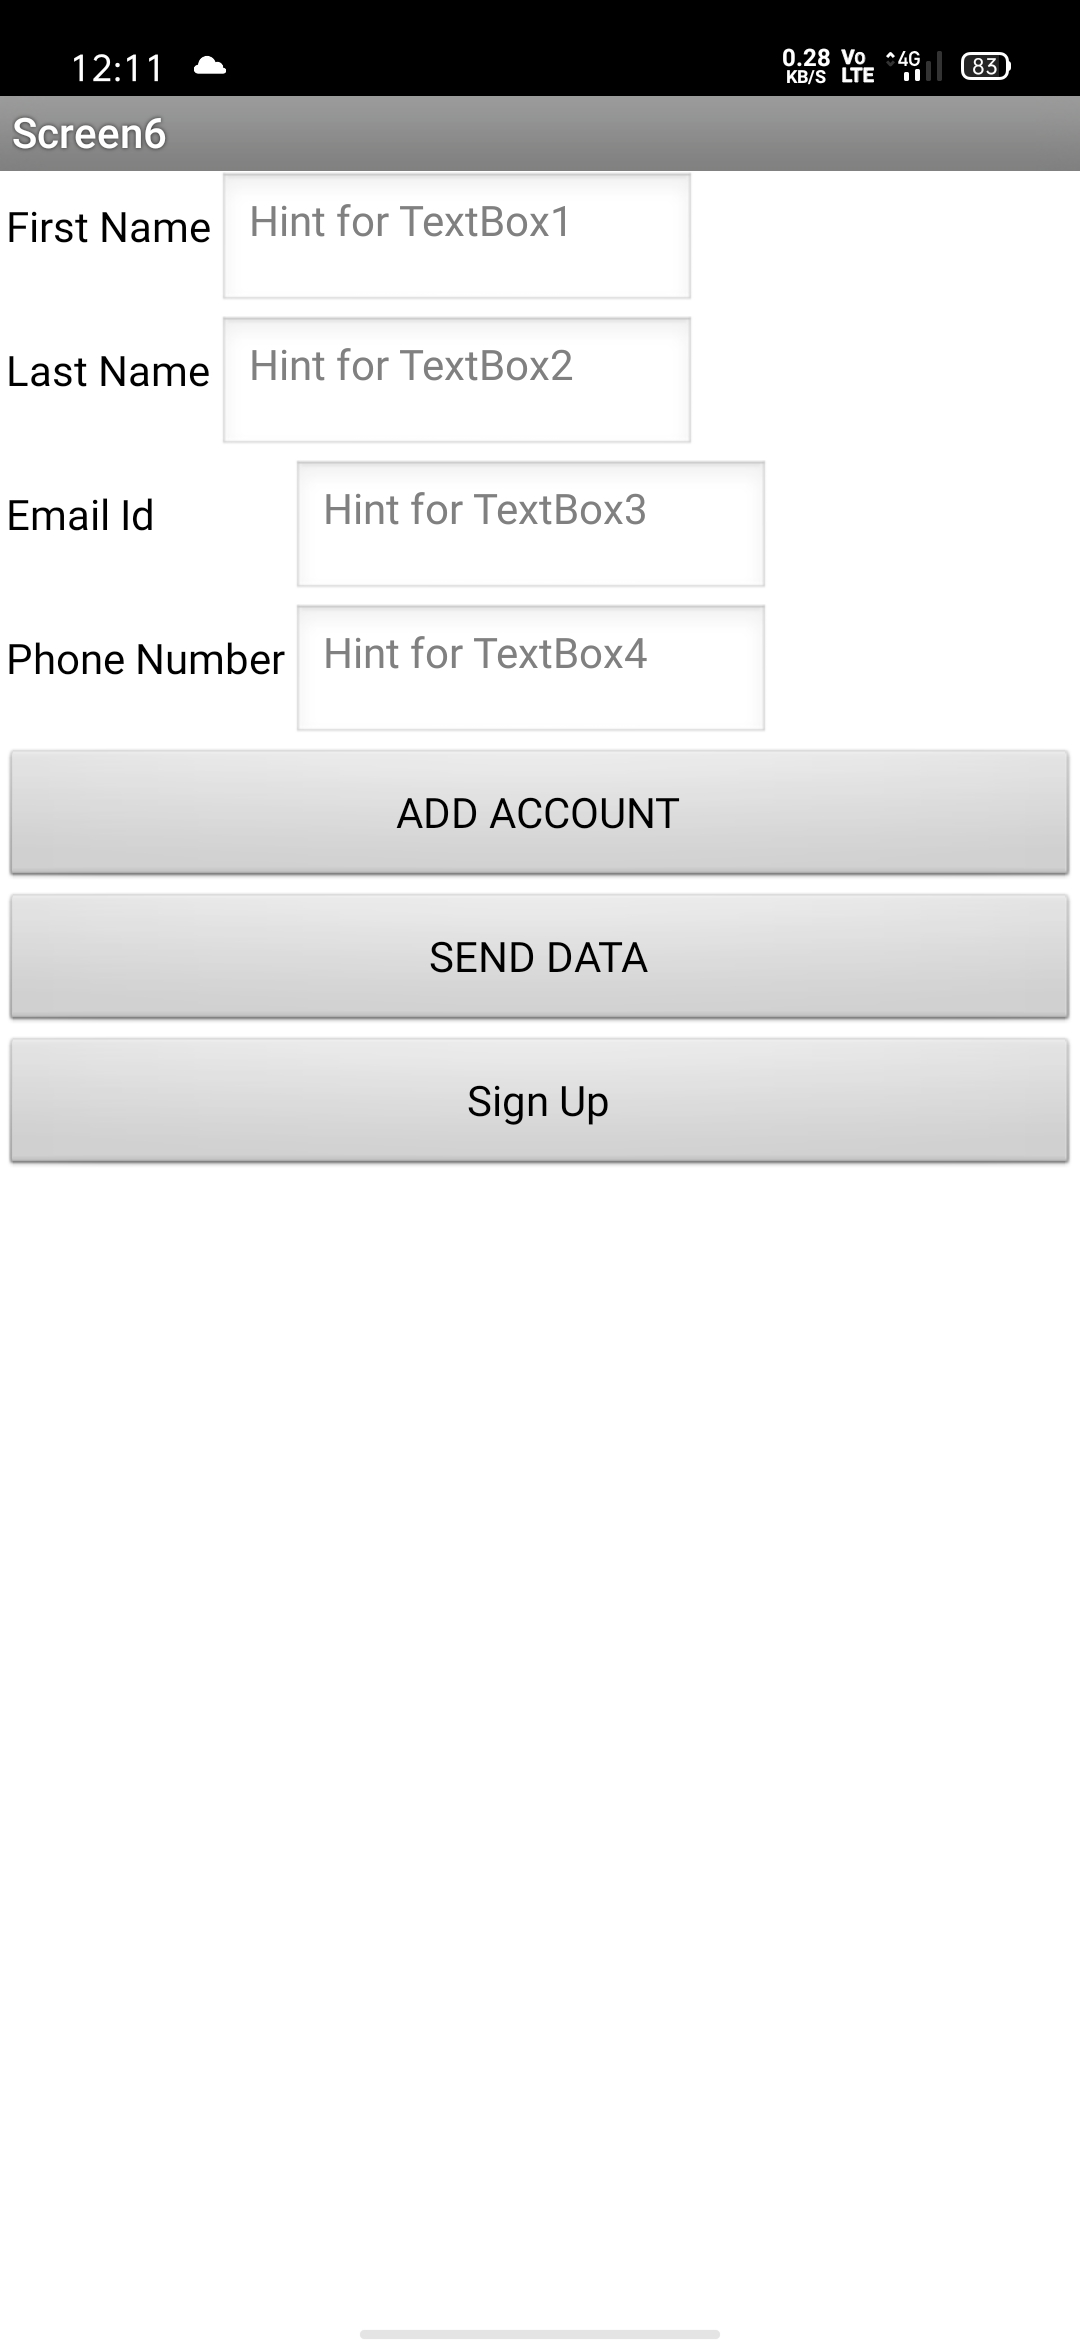 12:11 0.28 KB/S Vo LTE 4G 83
Screen6
First Name Hint for TextBox1
Last Name Hint for TextBox2
Email Id Hint for TextBox3
Phone Number Hint for TextBox4
ADD ACCOUNT
SEND DATA
Sign Up